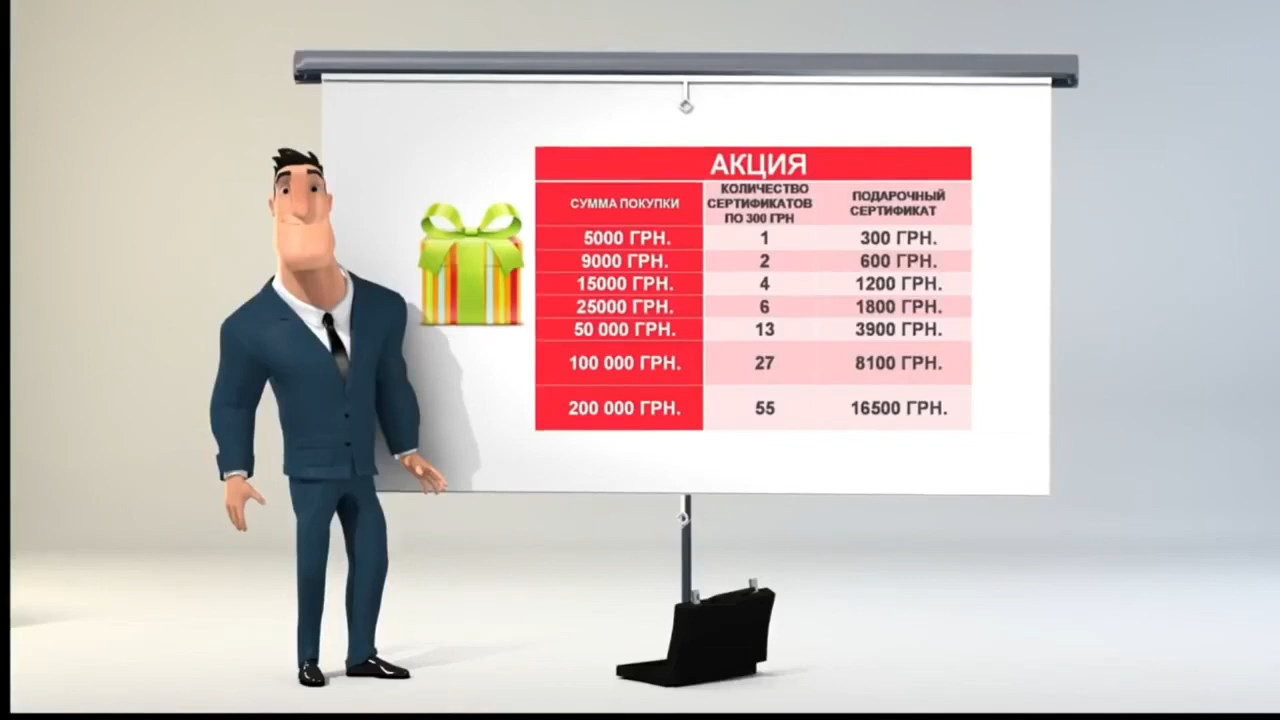 АКЦИЯ
СУММА ПОКУПКИ
КОЛИЧЕСТВО
СЕРТИФИКАТОВ
ПО 300 ГРН
ПОДАРОЧНЫЙ
СЕРТИФИКАТ
5000 ГРН. 1 300 ГРН.
9000 ГРН. 2 600 ГРН.
15000 ГРН. 4 1200 ГРН.
25000 ГРН. 6 1800 ГРН.
50 000 ГРН. 13 3900 ГРН.
100 000 ГРН. 27 8100 ГРН.
200 000 ГРН. 55 16500 ГРН.